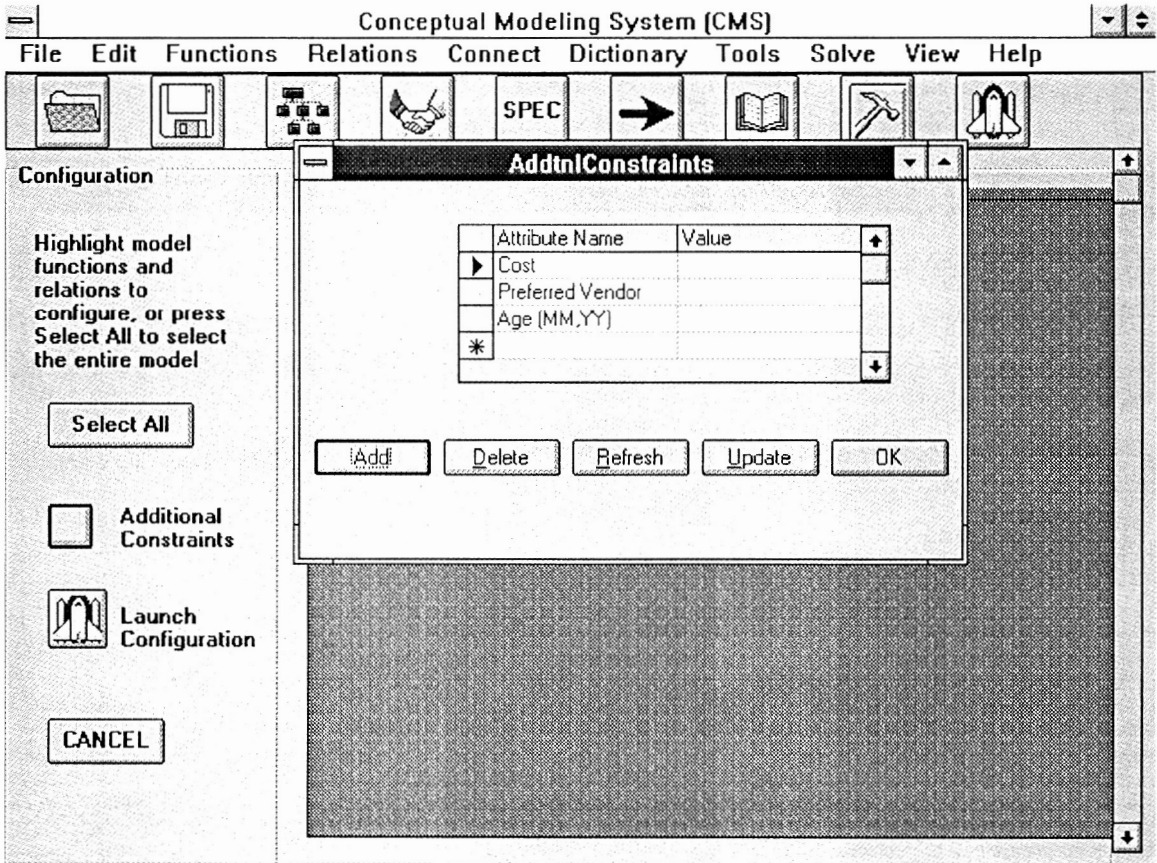 Conceptual Modeling System (CMS)
File Edit Functions Relations Connect Dictionary Tools Solve View Help
SPEC
AddtnlConstraints
Configuration
Highlight model
functions and
relations to
configure, or press
Select All to select
the entire model
Select All
Additional
Constraints
Launch
Configuration
CANCEL
Attribute Name Value
Cost
Preferred Vendor
Age (MM,YY)
Add Delete Refresh Update OK